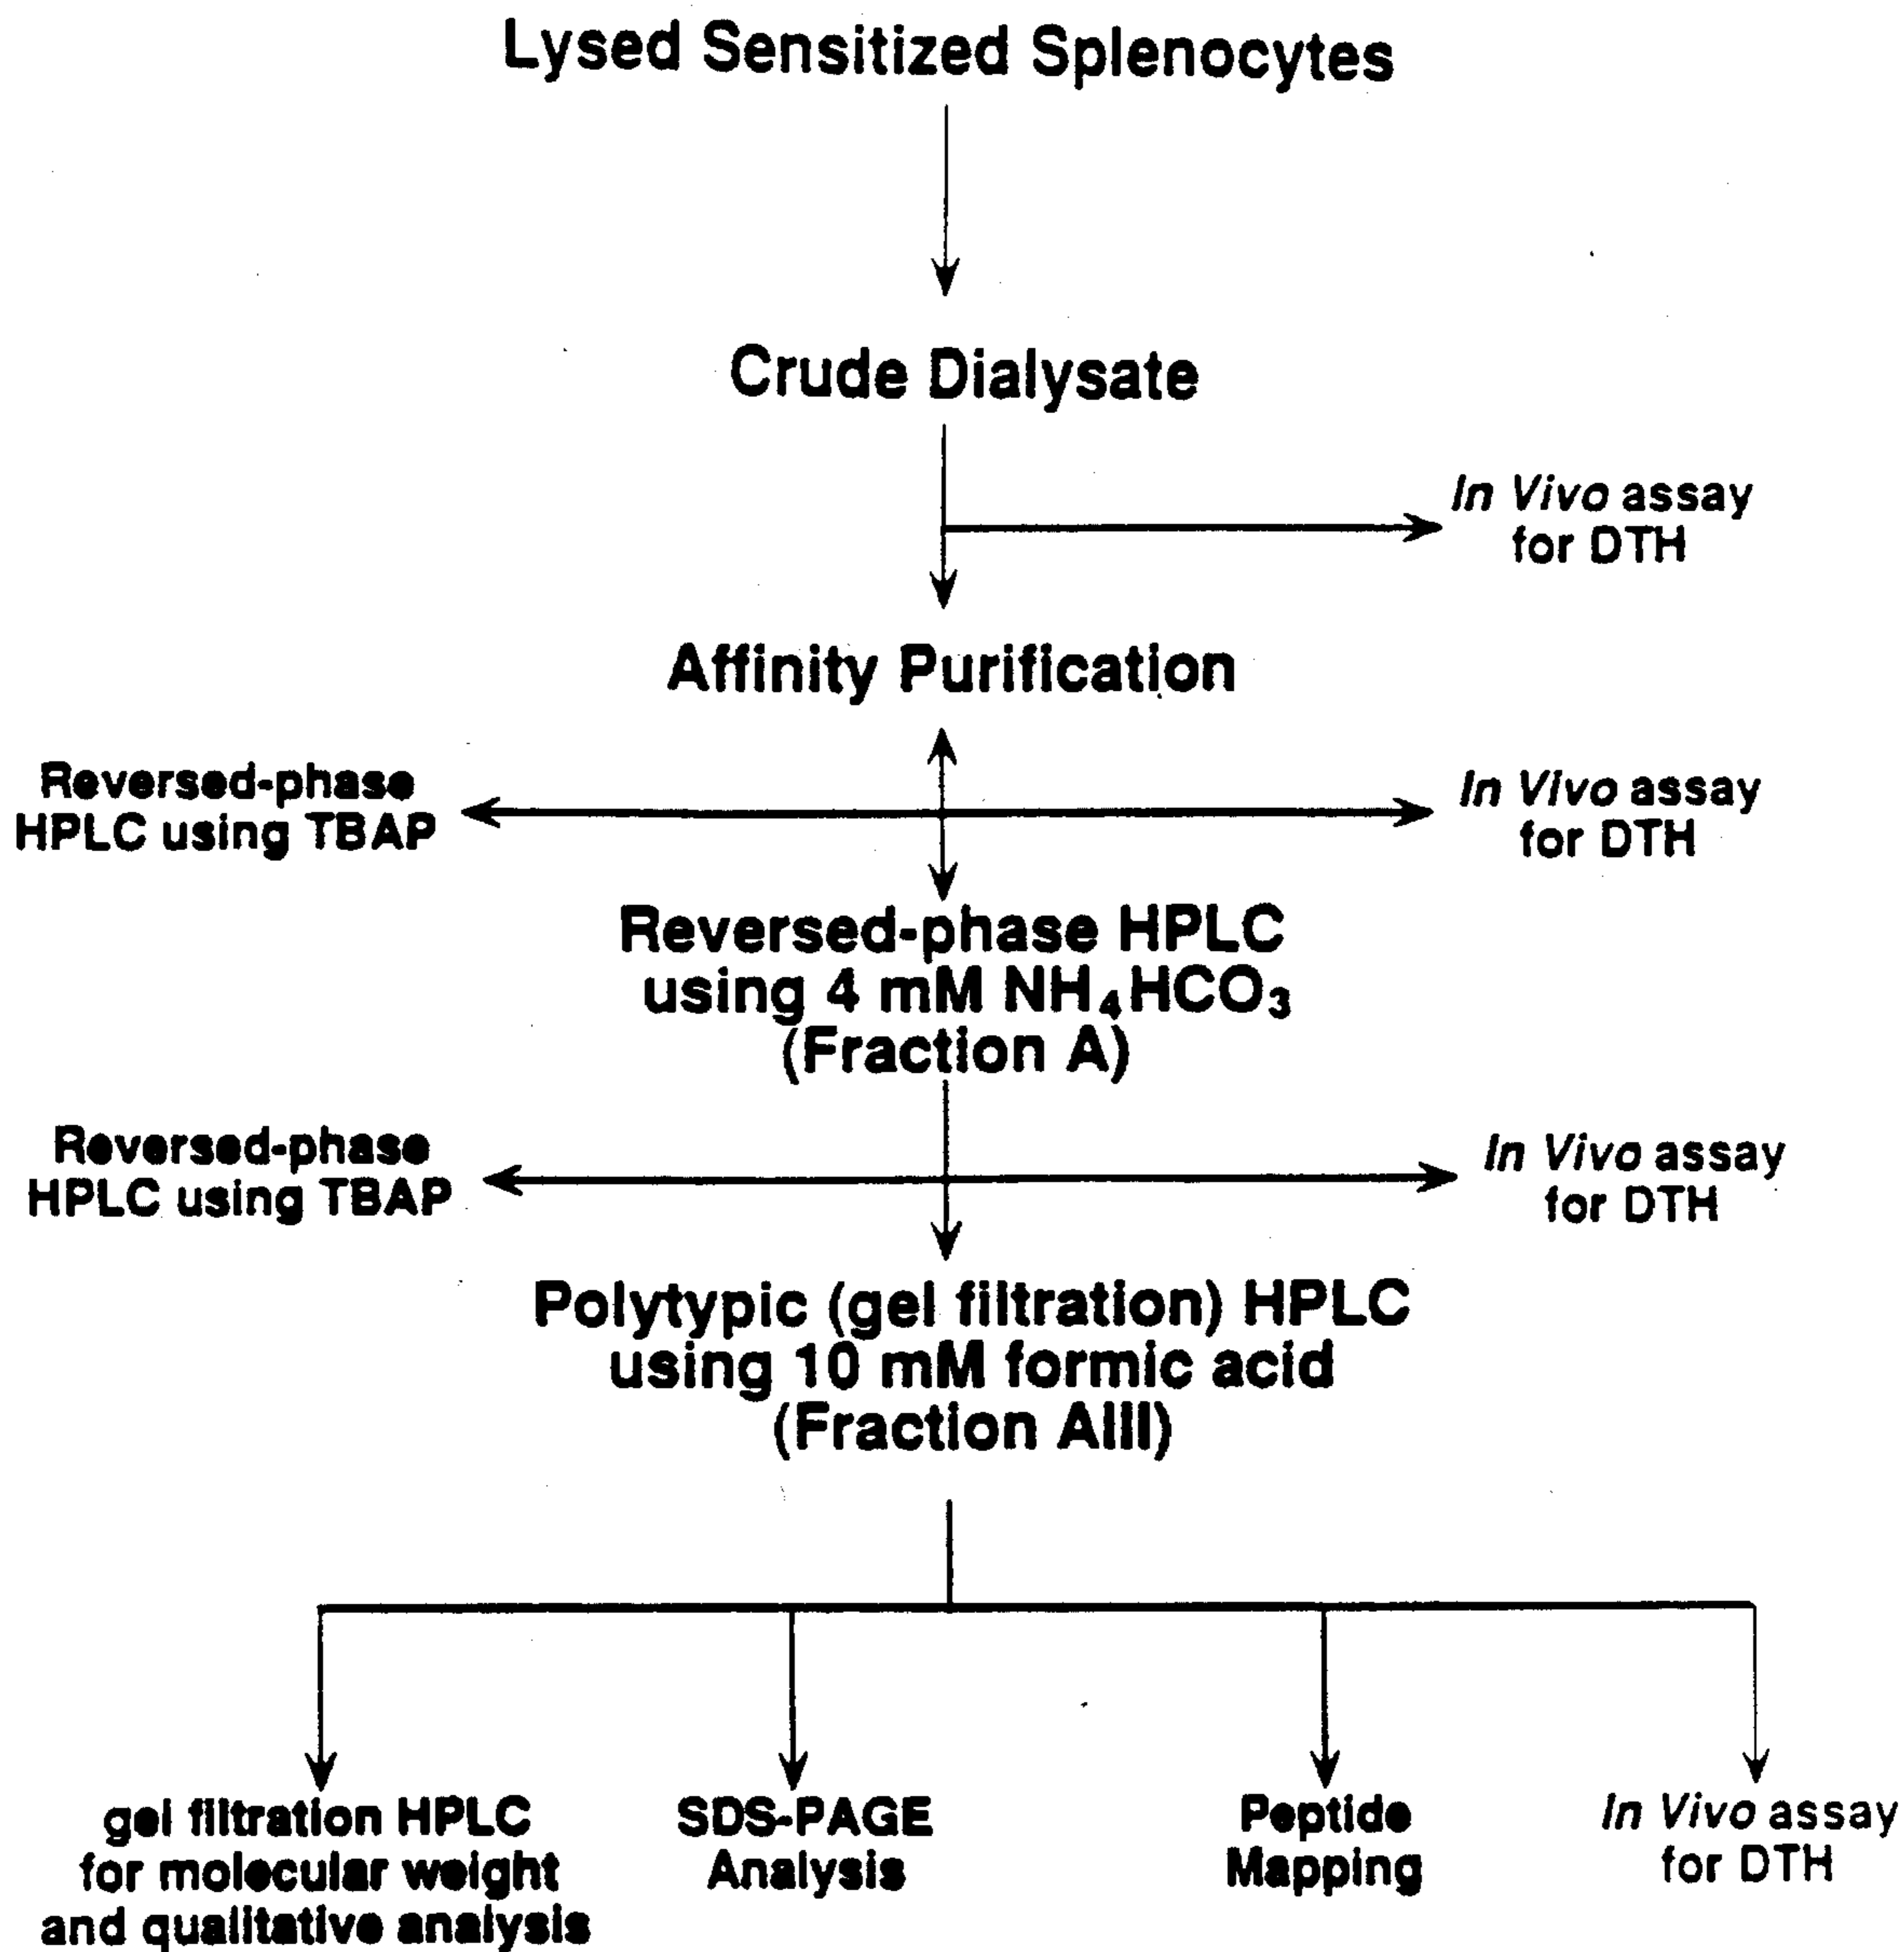 Lysed Sensitized Splenocytes
Crude Dialysate
In Vivo assay
for DTH
Affinity Purification
Reversed-phase
HPLC using TBAP
In Vivo assay
for DTH
Reversed-phase HPLC
using 4 mM NH₄HCO₃
(Fraction A)
Reversed-phase
HPLC using TBAP
In Vivo assay
for DTH
Polytypic (gel filtration) HPLC
using 10 mM formic acid
(Fraction AIII)
gel filtration HPLC
for molecular weight
and qualitative analysis
SDS-PAGE
Analysis
Peptide
Mapping
In Vivo assay
for DTH